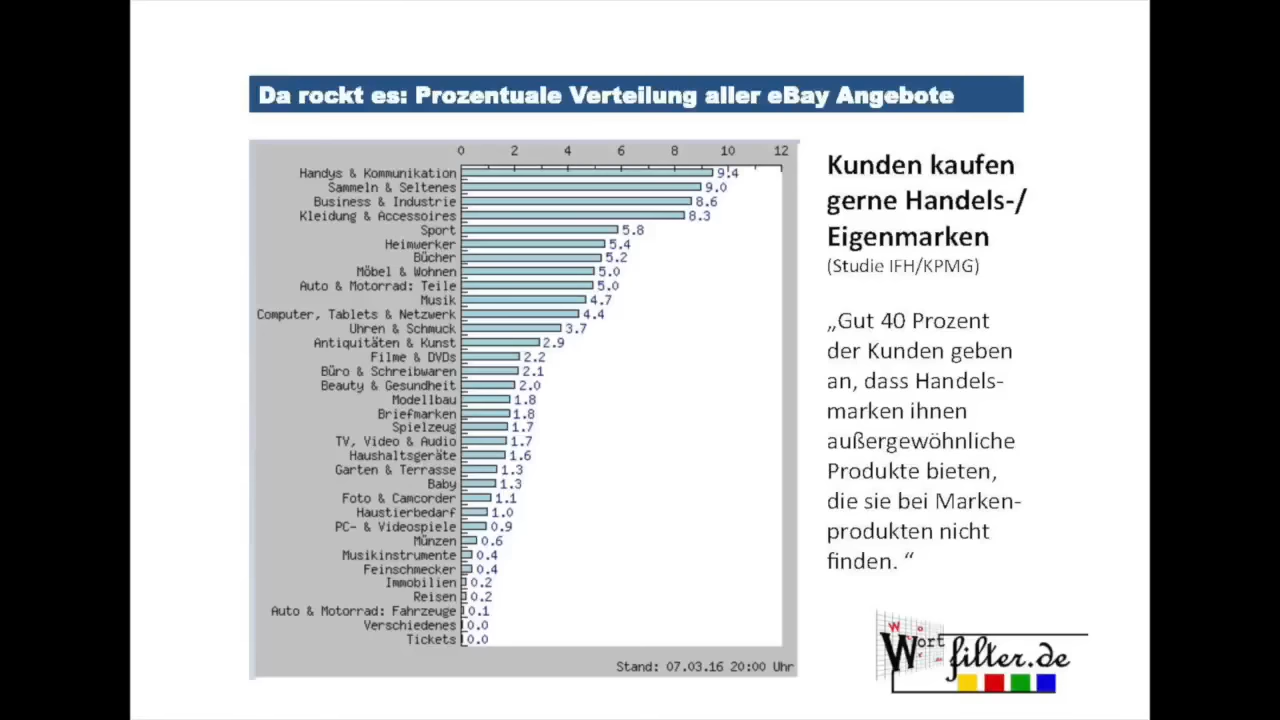 Da rockt es: Prozentuale Verteilung aller eBay Angebote
0 2 4 6 8 10 12
Handys & Kommunikation 9.4
Sammeln & Seltenes 9.0
Business & Industrie 8.6
Kleidung & Accessoires 8.3
Sport 5.8
Heimwerker 5.4
Bücher 5.2
Möbel & Wohnen 5.0
Auto & Motorrad: Teile 5.0
Musik 4.7
Computer, Tablets & Netzwerk 4.4
Uhren & Schmuck 3.7
Antiquitäten & Kunst 2.9
Filme & DVDs 2.2
Büro & Schreibwaren 2.1
Beauty & Gesundheit 2.0
Modellbau 1.8
Briefmarken 1.8
Spielzeug 1.7
TV, Video & Audio 1.7
Haushaltsgeräte 1.6
Garten & Terrasse 1.3
Baby 1.3
Foto & Camcorder 1.1
Haustierbedarf 1.0
PC- & Videospiele 0.9
Münzen 0.6
Musikinstrumente 0.4
Feinschmecker 0.4
Immobilien 0.2
Reisen 0.2
Auto & Motorrad: Fahrzeuge 0.1
Verschiedenes 0.0
Tickets 0.0
Stand: 07.03.16 20:00 Uhr
Kunden kaufen
gerne Handels-/
Eigenmarken
(Studie IFH/KPMG)
„Gut 40 Prozent
der Kunden geben
an, dass Handels-
marken ihnen
außergewöhnliche
Produkte bieten,
die sie bei Marken-
produkten nicht
finden. “
Wortfilter.de